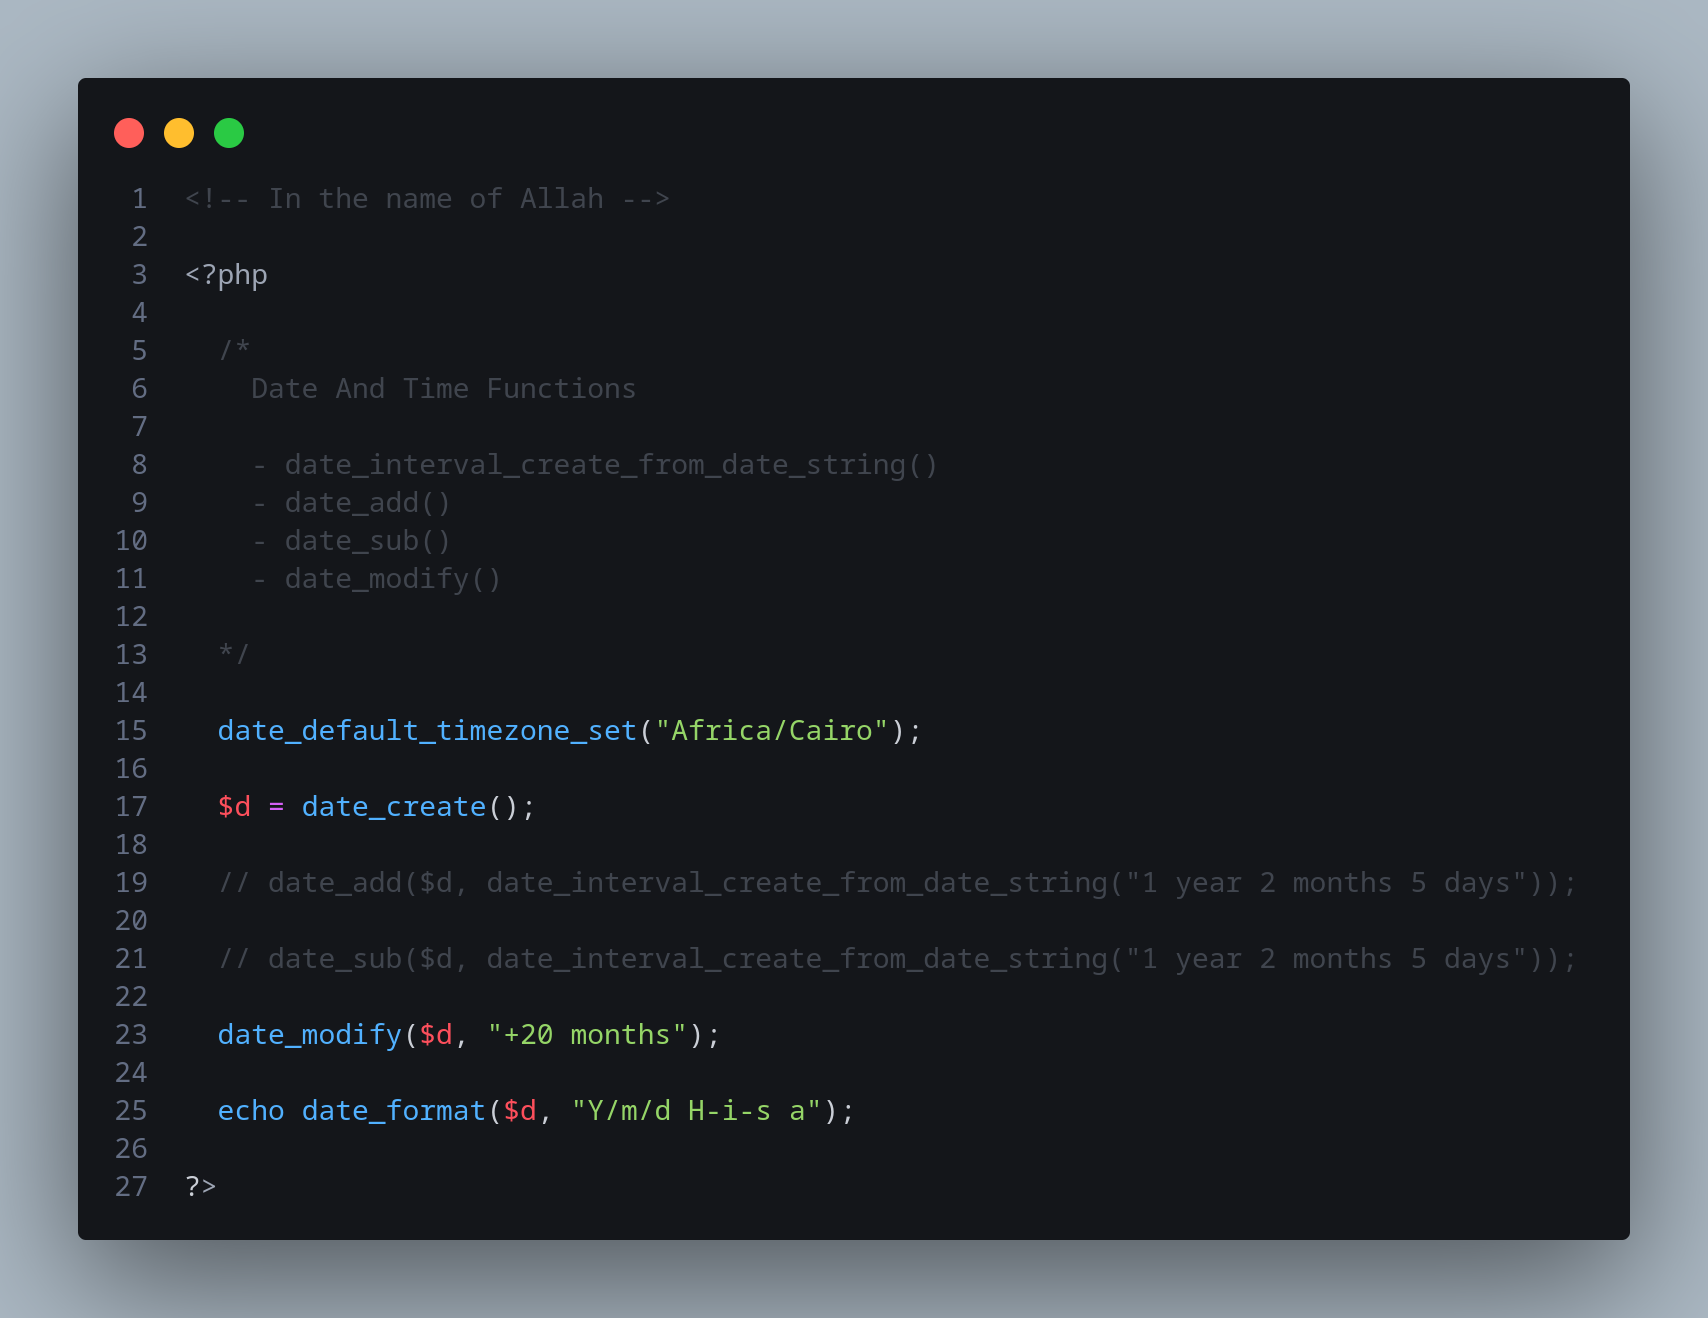 1 <!-- In the name of Allah -->
2
3 <?php
4
5 /*
6 Date And Time Functions
7
8 - date_interval_create_from_date_string()
9 - date_add()
10 - date_sub()
11 - date_modify()
12
13 */
14
15 date_default_timezone_set("Africa/Cairo");
16
17 $d = date_create();
18
19 // date_add($d, date_interval_create_from_date_string("1 year 2 months 5 days"));
20
21 // date_sub($d, date_interval_create_from_date_string("1 year 2 months 5 days"));
22
23 date_modify($d, "+20 months");
24
25 echo date_format($d, "Y/m/d H-i-s a");
26
27 ?>